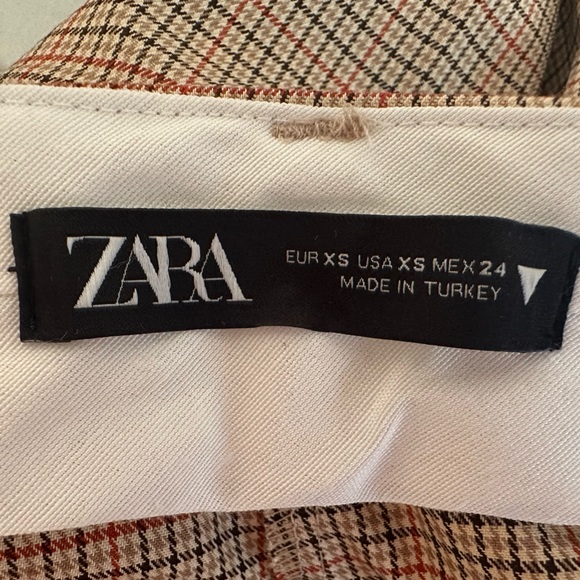 ZARA
EUR XS USA XS MEX 24
MADE IN TURKEY